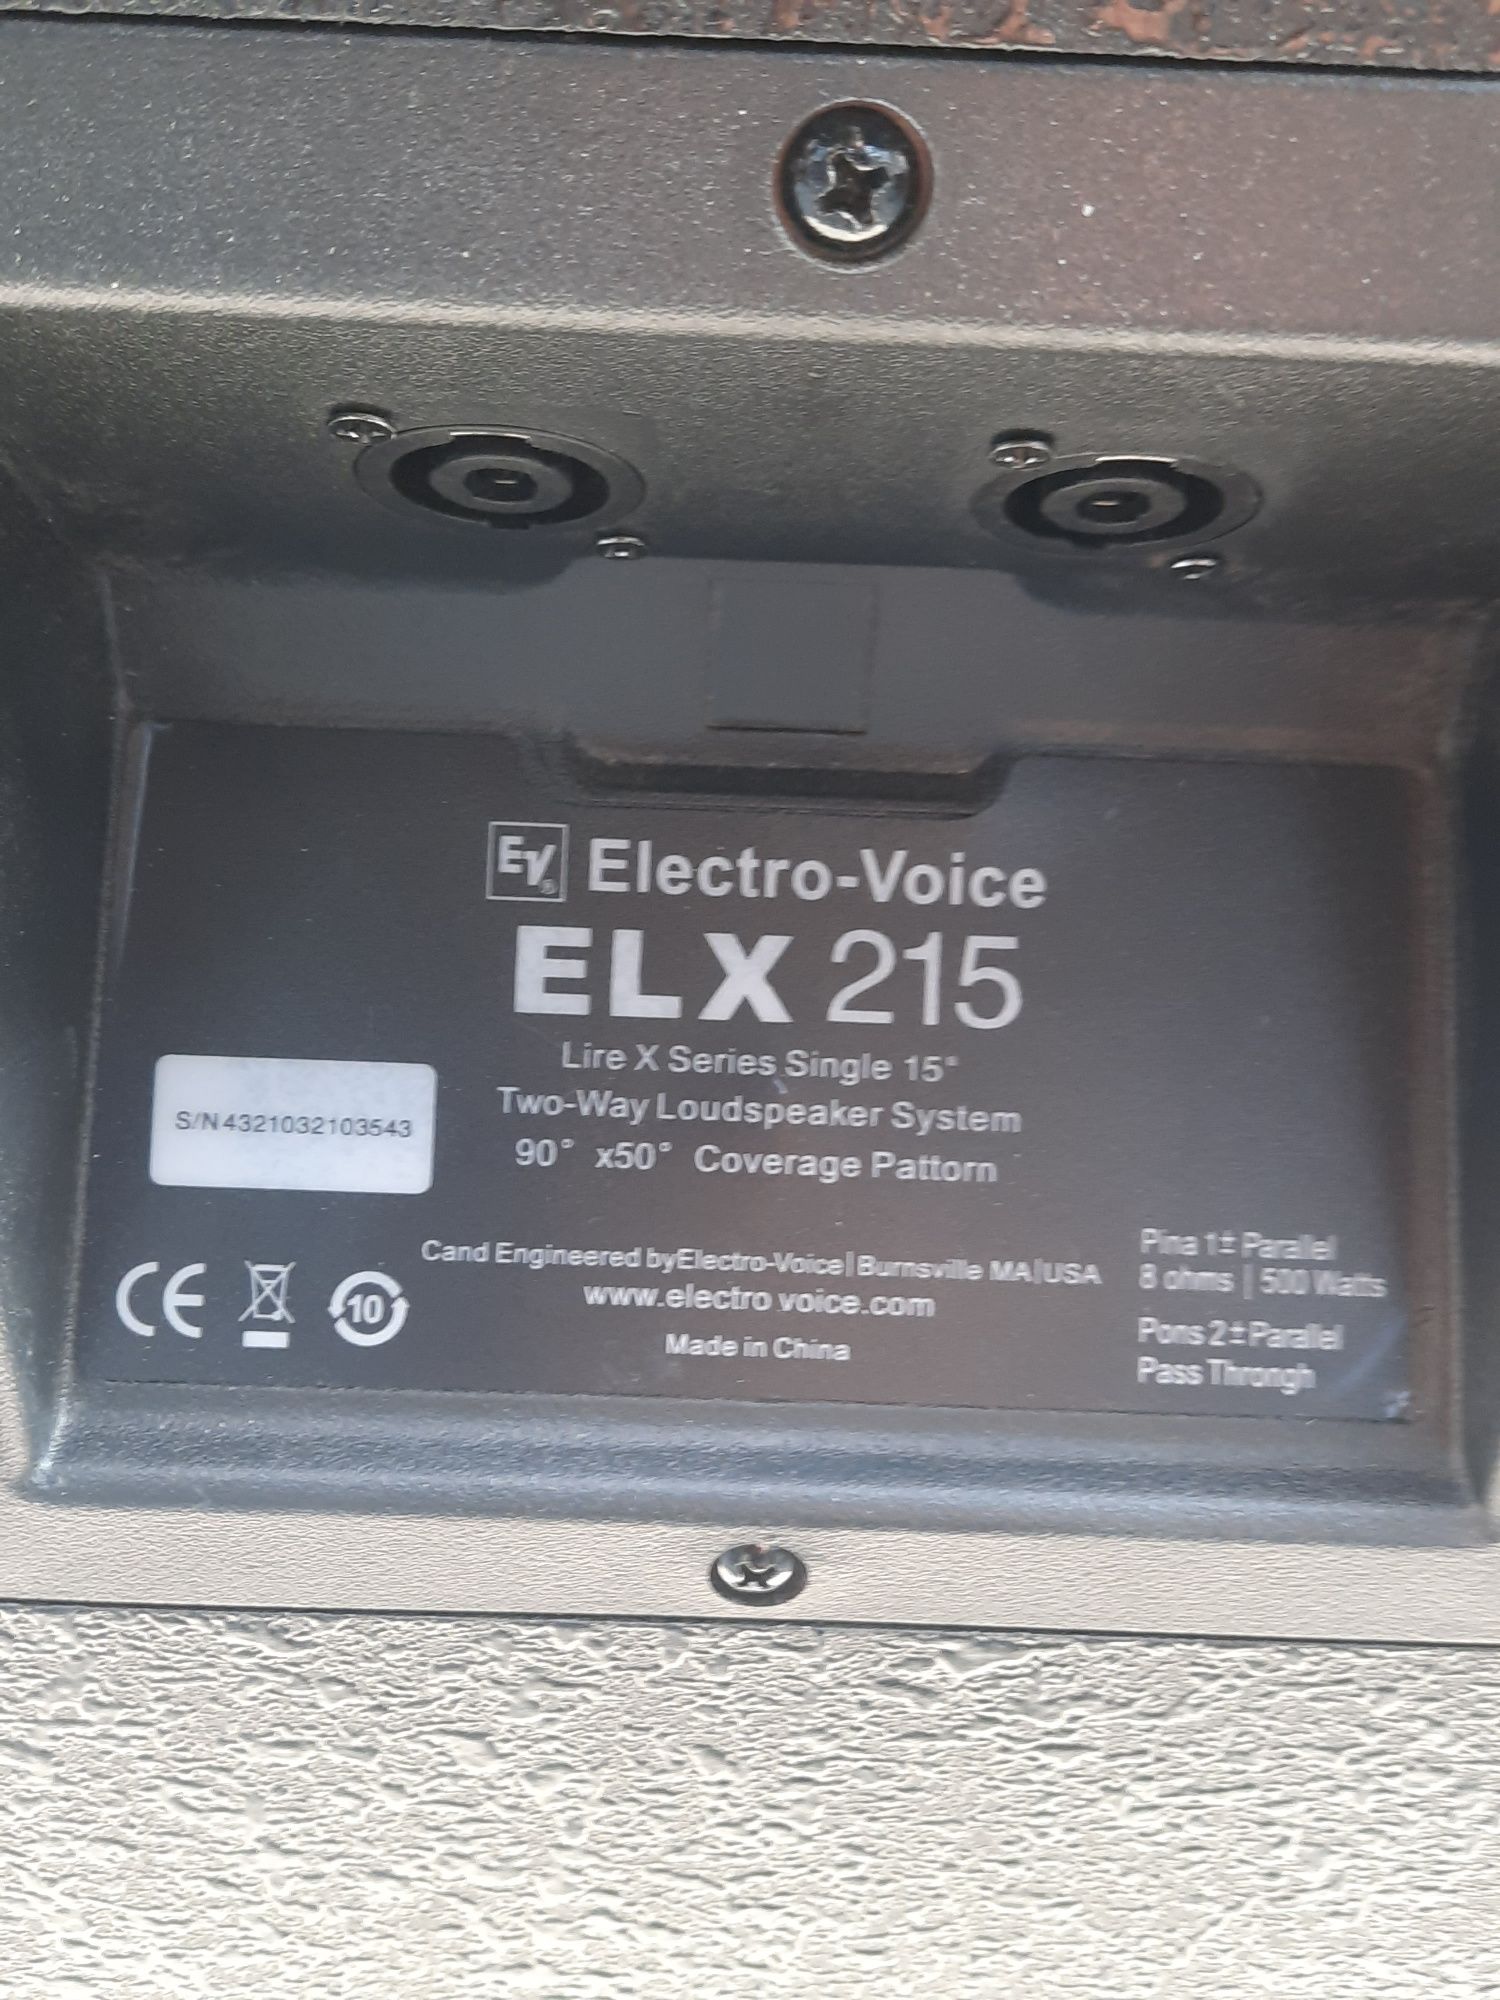 EV® Electro-Voice
ELX 215
Lire X Series Single 15"
Two-Way Loudspeaker System
90° x50° Coverage Pattorn
S/N 4321032103543
Cand Engineered byElectro-Voice|Burnsville MA|USA
www.electro voice.com
Made in China
CE
10
Pina 1± Parallel
8 ohms | 500 Watts
Pons 2±Parallel
Pass Throngh